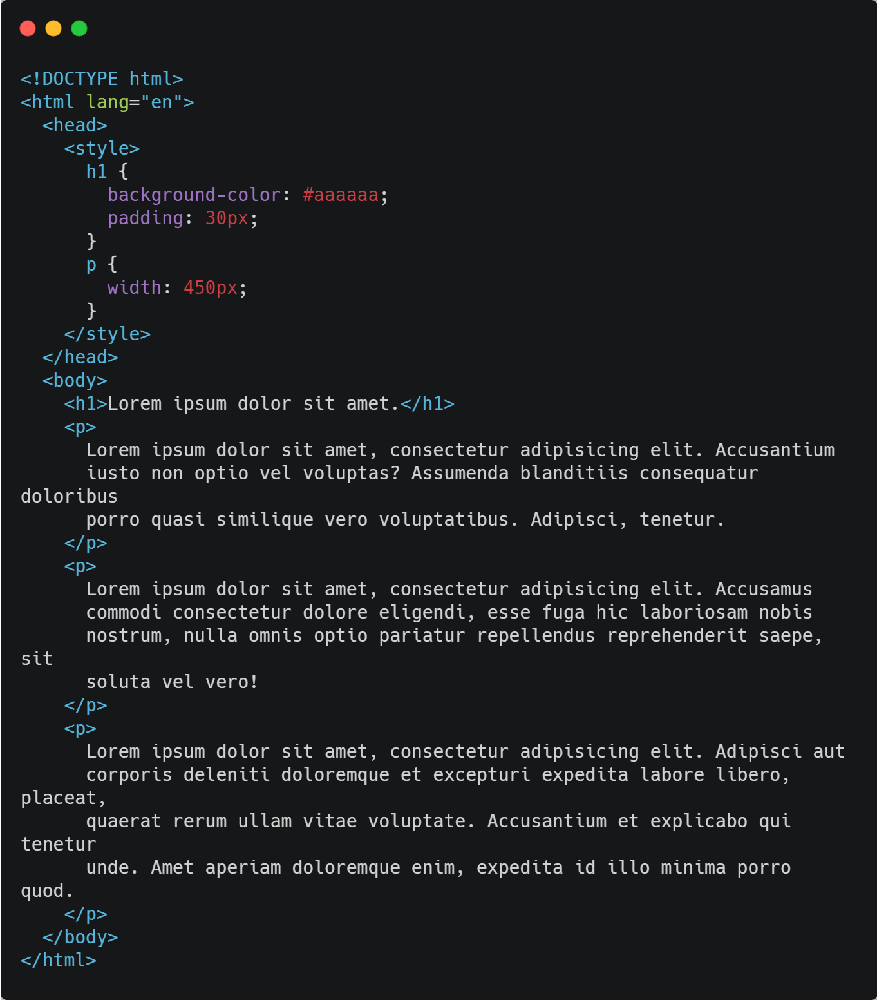 <!DOCTYPE html>
<html lang="en">
  <head>
    <style>
      h1 {
        background-color: #aaaaaa;
        padding: 30px;
      }
      p {
        width: 450px;
      }
    </style>
  </head>
  <body>
    <h1>Lorem ipsum dolor sit amet.</h1>
    <p>
      Lorem ipsum dolor sit amet, consectetur adipisicing elit. Accusantium
      iusto non optio vel voluptas? Assumenda blanditiis consequatur
doloribus
      porro quasi similique vero voluptatibus. Adipisci, tenetur.
    </p>
    <p>
      Lorem ipsum dolor sit amet, consectetur adipisicing elit. Accusamus
      commodi consectetur dolore eligendi, esse fuga hic laboriosam nobis
      nostrum, nulla omnis optio pariatur repellendus reprehenderit saepe,
sit
      soluta vel vero!
    </p>
    <p>
      Lorem ipsum dolor sit amet, consectetur adipisicing elit. Adipisci aut
      corporis deleniti doloremque et excepturi expedita labore libero,
placeat,
      quaerat rerum ullam vitae voluptate. Accusantium et explicabo qui
tenetur
      unde. Amet aperiam doloremque enim, expedita id illo minima porro
quod.
    </p>
  </body>
</html>